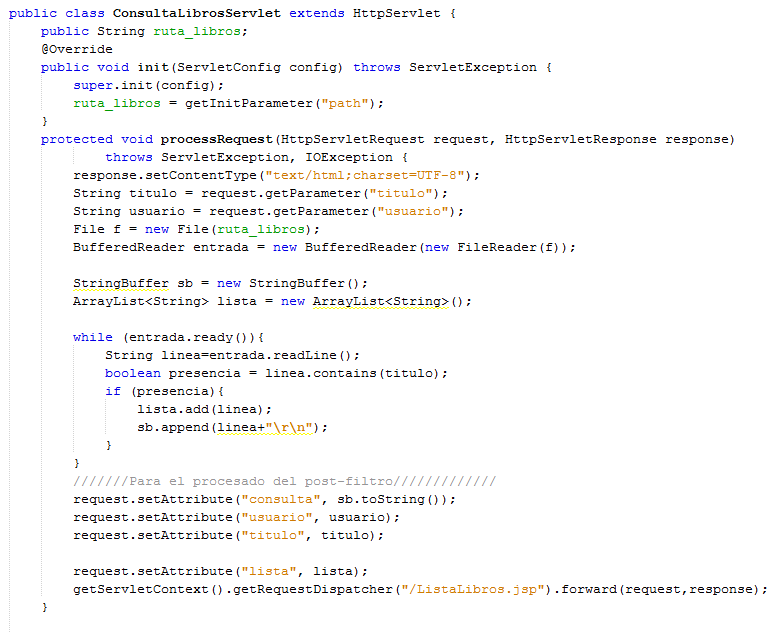 public class ConsultaLibrosServlet extends HttpServlet {
    public String ruta_libros;
    @Override
    public void init(ServletConfig config) throws ServletException {
        super.init(config);
        ruta_libros = getInitParameter("path");
    }
    protected void processRequest(HttpServletRequest request, HttpServletResponse response)
            throws ServletException, IOException {
        response.setContentType("text/html;charset=UTF-8");
        String titulo = request.getParameter("titulo");
        String usuario = request.getParameter("usuario");
        File f = new File(ruta_libros);
        BufferedReader entrada = new BufferedReader(new FileReader(f));

        StringBuffer sb = new StringBuffer();
        ArrayList<String> lista = new ArrayList<String>();

        while (entrada.ready()){
            String linea=entrada.readLine();
            boolean presencia = linea.contains(titulo);
            if (presencia){
                lista.add(linea);
                sb.append(linea+"\r\n");
            }
        }
        ///////Para el procesado del post-filtro/////////////
        request.setAttribute("consulta", sb.toString());
        request.setAttribute("usuario", usuario);
        request.setAttribute("titulo", titulo);

        request.setAttribute("lista", lista);
        getServletContext().getRequestDispatcher("/ListaLibros.jsp").forward(request,response);
    }